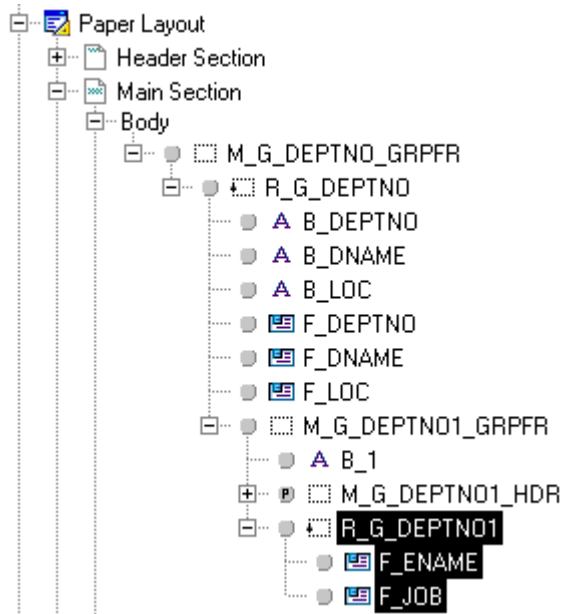 Paper Layout
Header Section
Main Section
Body
M_G_DEPTNO_GRPFR
R_G_DEPTNO
A B_DEPTNO
A B_DNAME
A B_LOC
F_DEPTNO
F_DNAME
F_LOC
M_G_DEPTNO1_GRPFR
A B_1
P M_G_DEPTNO1_HDR
R_G_DEPTNO1
F_ENAME
F_JOB